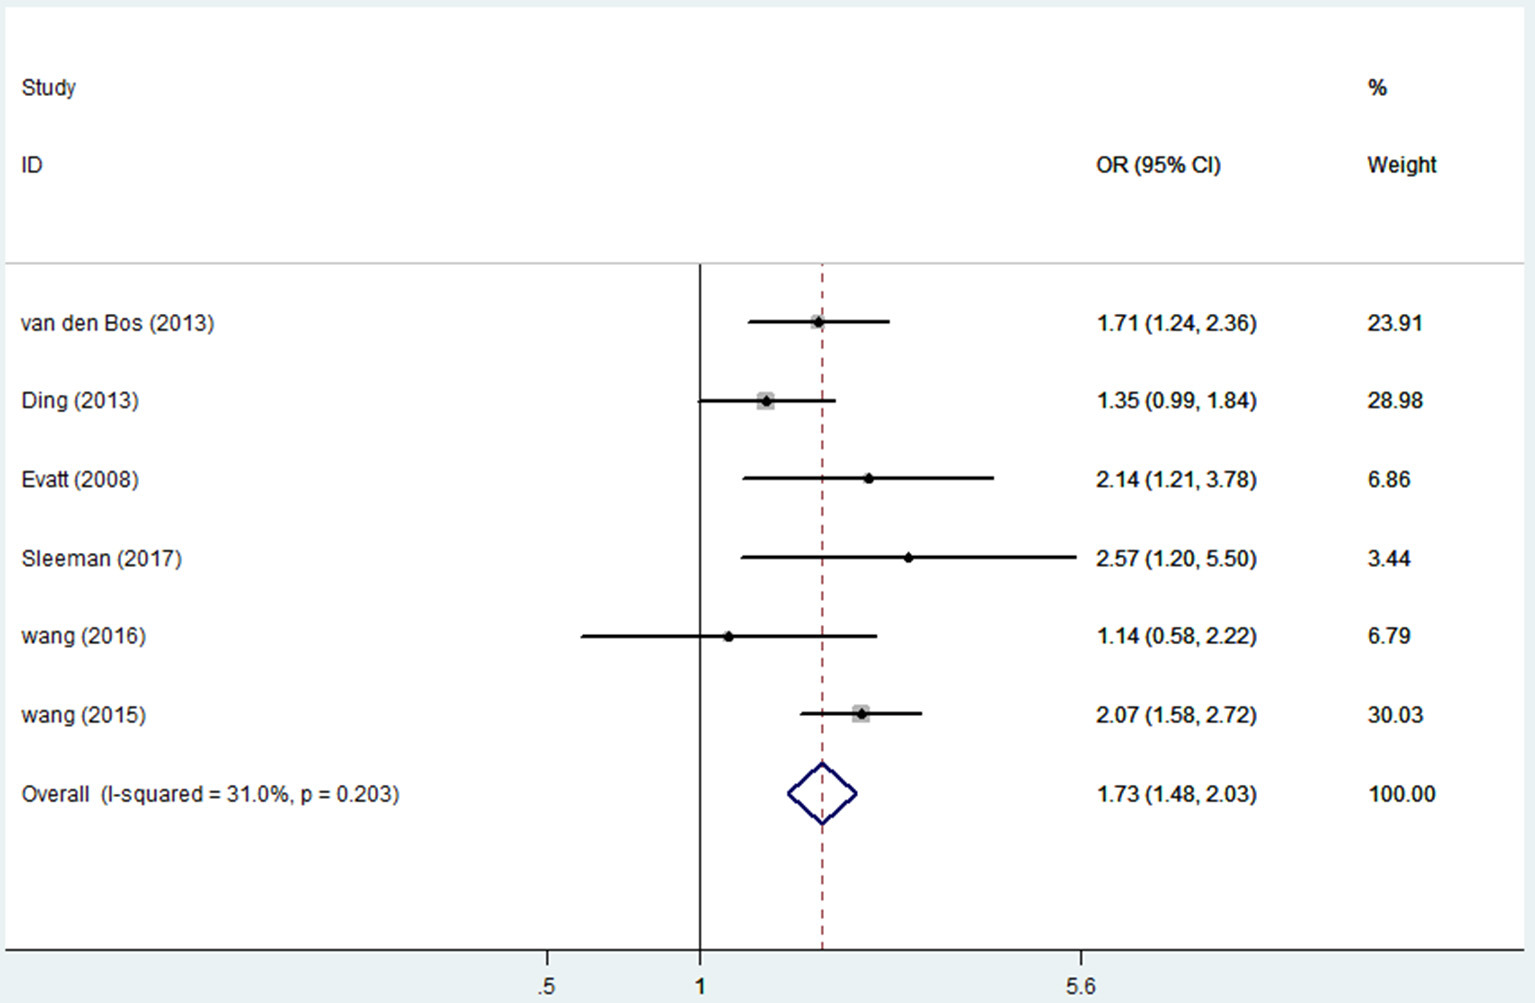 Study %
ID OR (95% CI) Weight
van den Bos (2013) 1.71 (1.24, 2.36) 23.91
Ding (2013) 1.35 (0.99, 1.84) 28.98
Evatt (2008) 2.14 (1.21, 3.78) 6.86
Sleeman (2017) 2.57 (1.20, 5.50) 3.44
wang (2016) 1.14 (0.58, 2.22) 6.79
wang (2015) 2.07 (1.58, 2.72) 30.03
Overall (I-squared = 31.0%, p = 0.203) 1.73 (1.48, 2.03) 100.00
.5 1 5.6